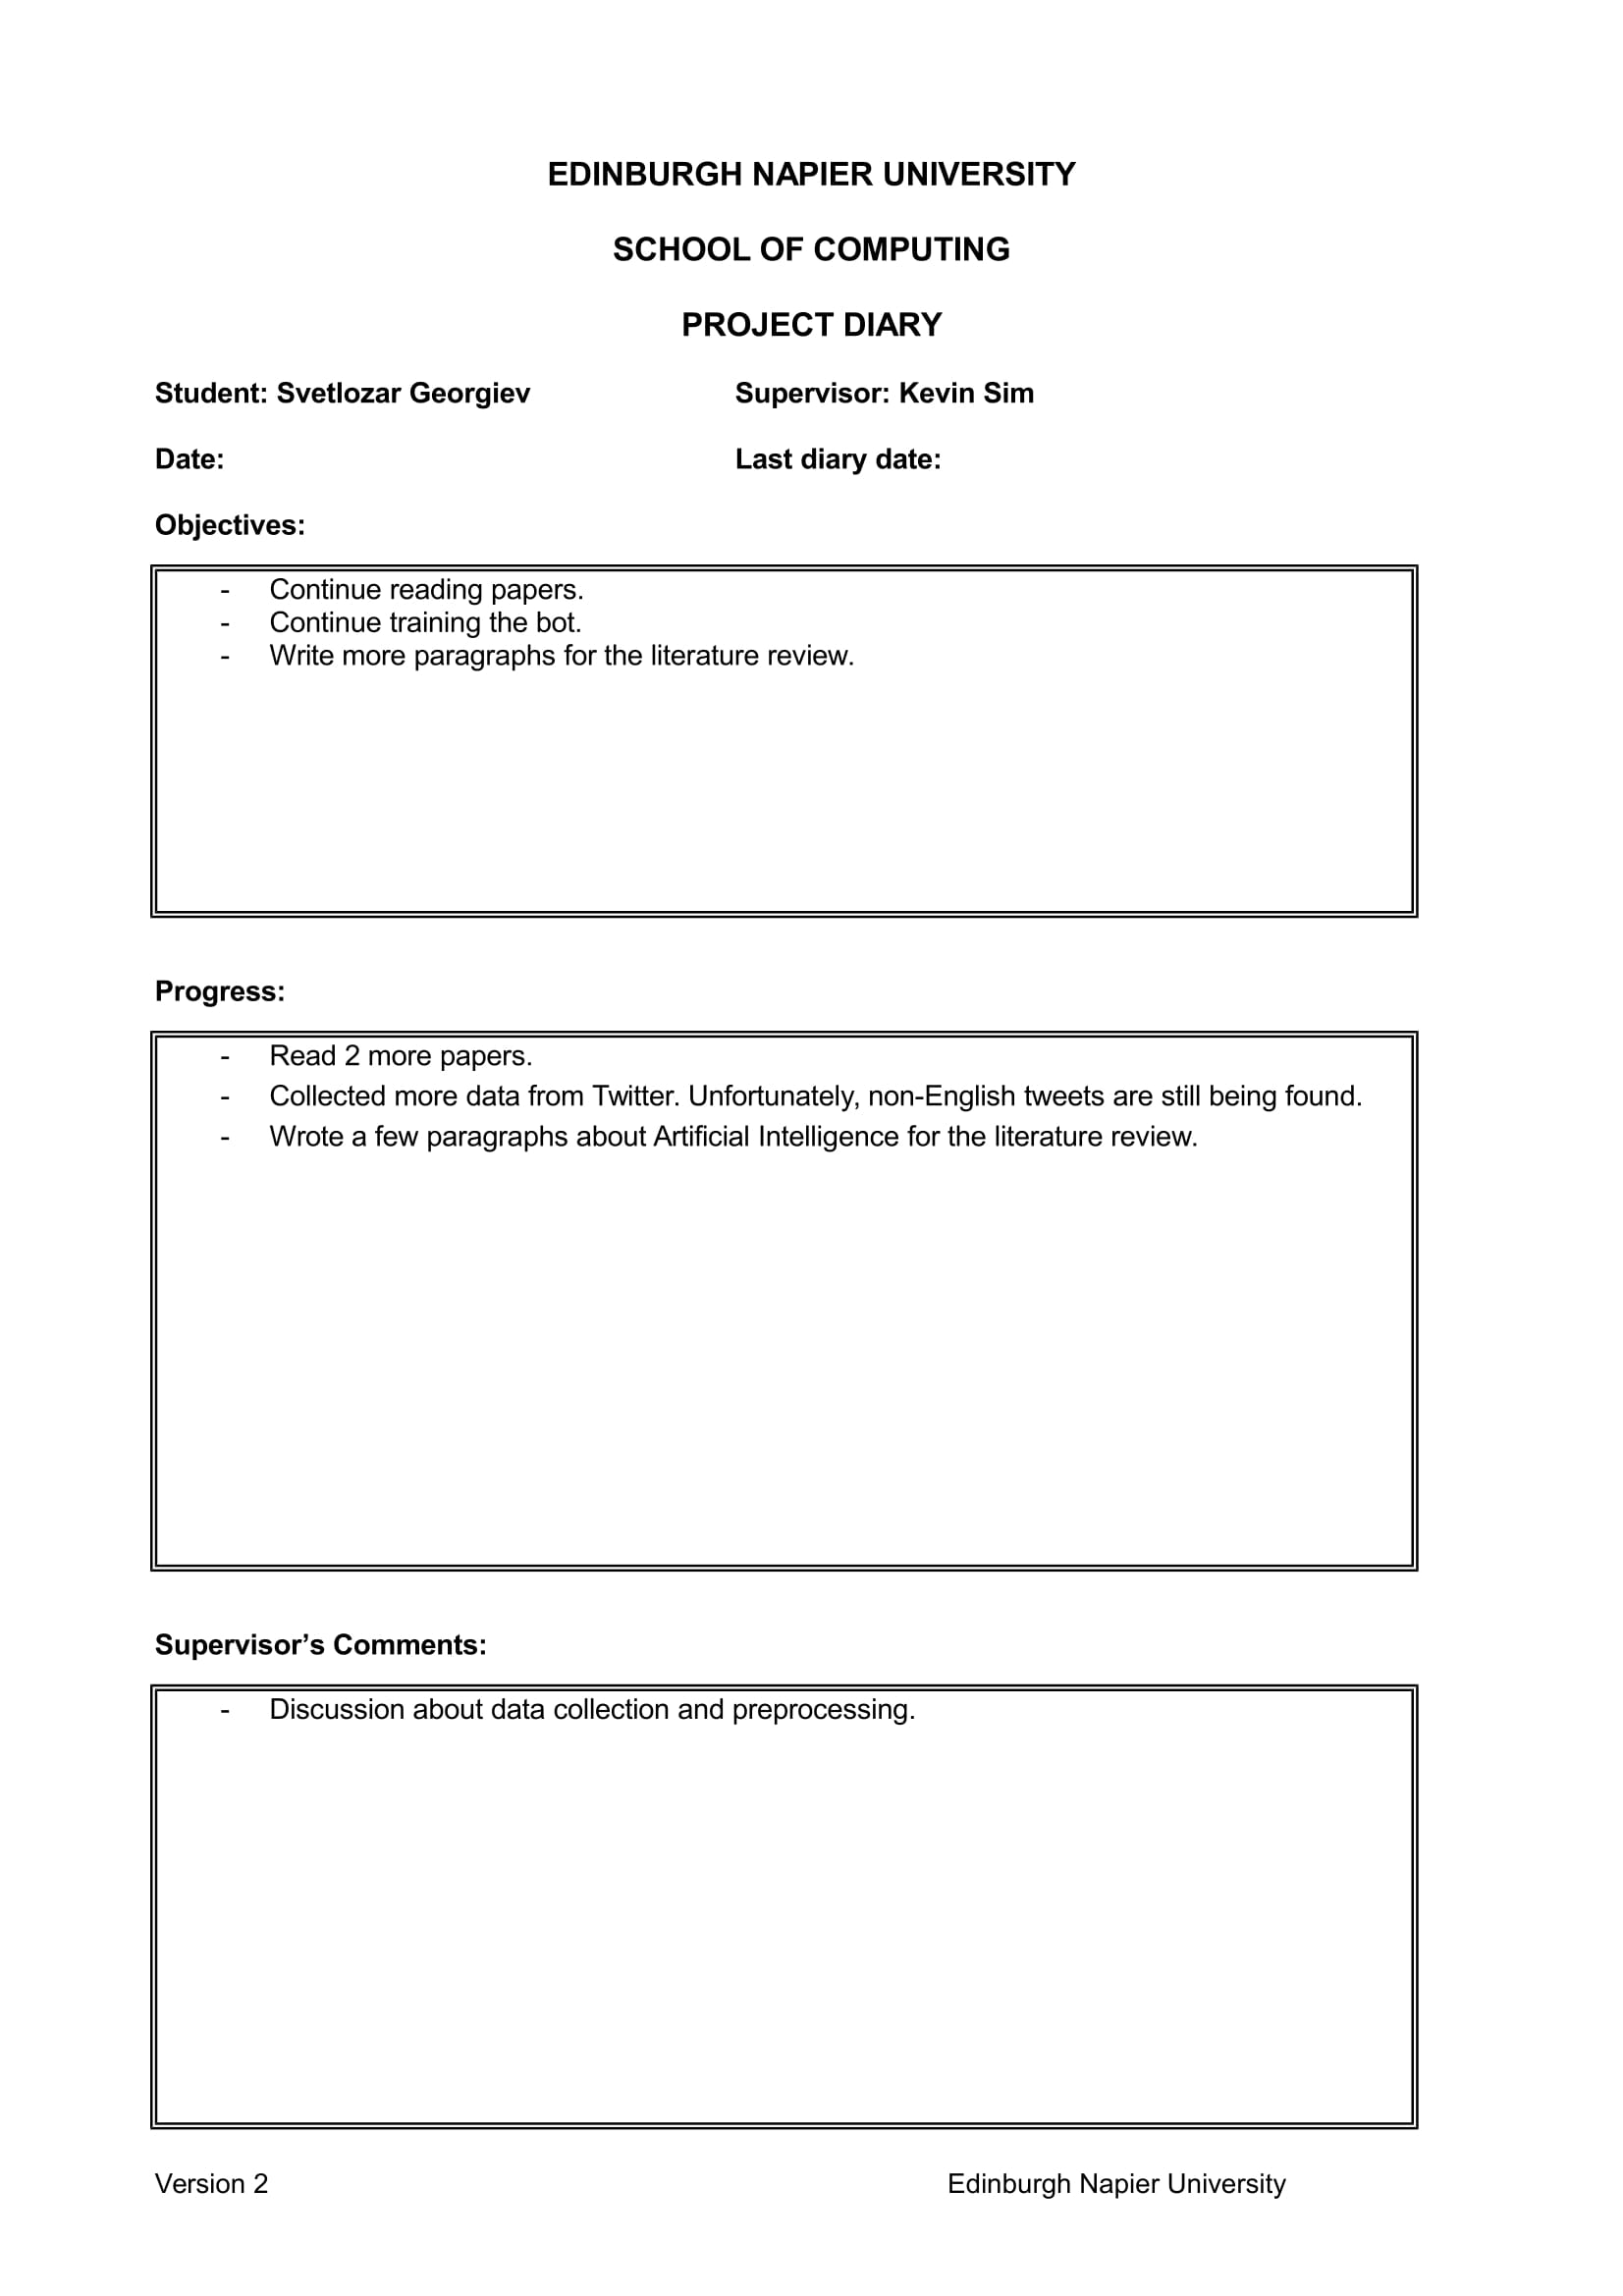 EDINBURGH NAPIER UNIVERSITY
SCHOOL OF COMPUTING
PROJECT DIARY
Student: Svetlozar Georgiev Supervisor: Kevin Sim
Date: Last diary date:
Objectives:
- Continue reading papers.
- Continue training the bot.
- Write more paragraphs for the literature review.
Progress:
- Read 2 more papers.
- Collected more data from Twitter. Unfortunately, non-English tweets are still being found.
- Wrote a few paragraphs about Artificial Intelligence for the literature review.
Supervisor’s Comments:
- Discussion about data collection and preprocessing.
Version 2 Edinburgh Napier University